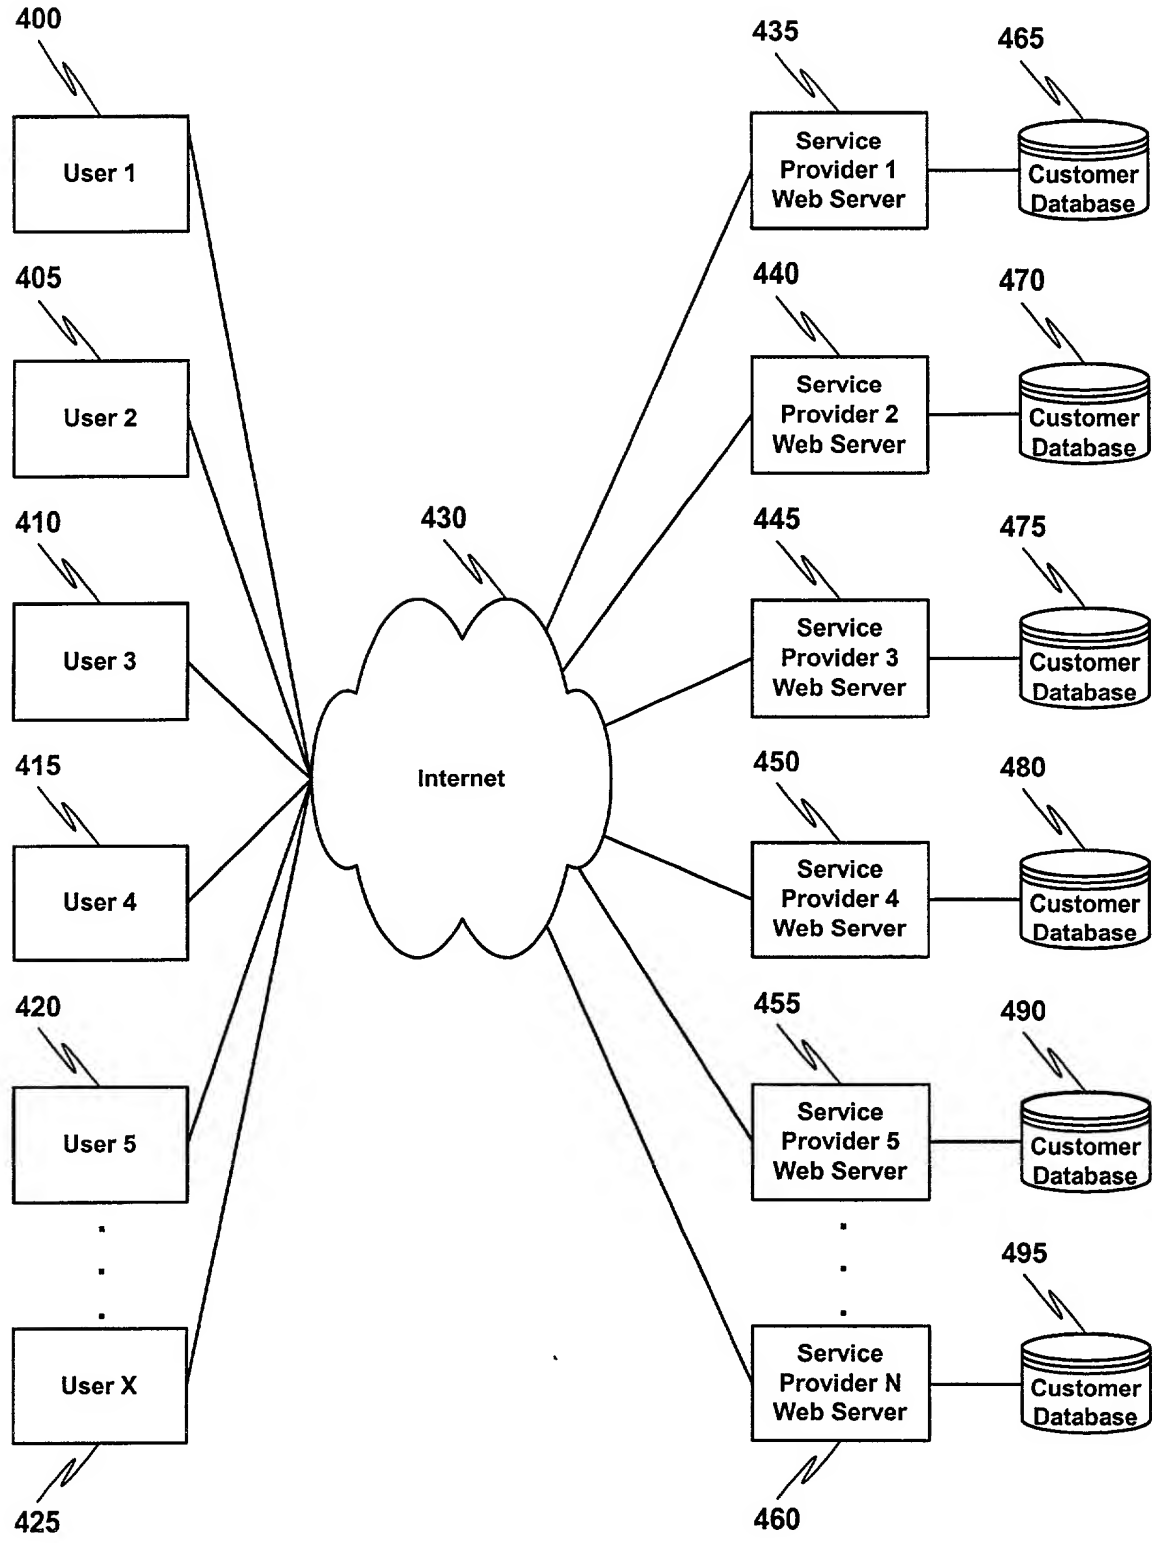 400
435
465
User 1
Service
Provider 1
Web Server
Customer
Database
405
440
470
User 2
Service
Provider 2
Web Server
Customer
Database
410
430
445
475
User 3
Service
Provider 3
Web Server
Customer
Database
Internet
415
450
480
User 4
Service
Provider 4
Web Server
Customer
Database
420
455
490
User 5
Service
Provider 5
Web Server
Customer
Database
495
User X
Service
Provider N
Web Server
Customer
Database
425
460